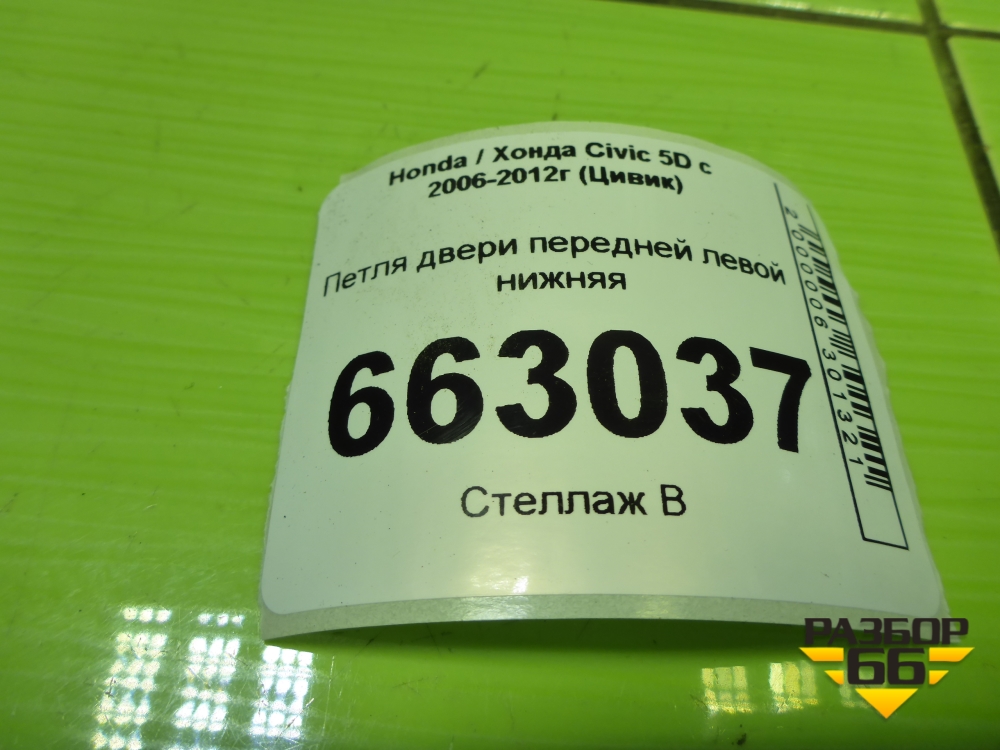 Honda / Хонда Civic 5D с
2006-2012г (Цивик)
Петля двери передней левой
нижняя
663037
Стеллаж В
2000006301321
РАЗБОР
66